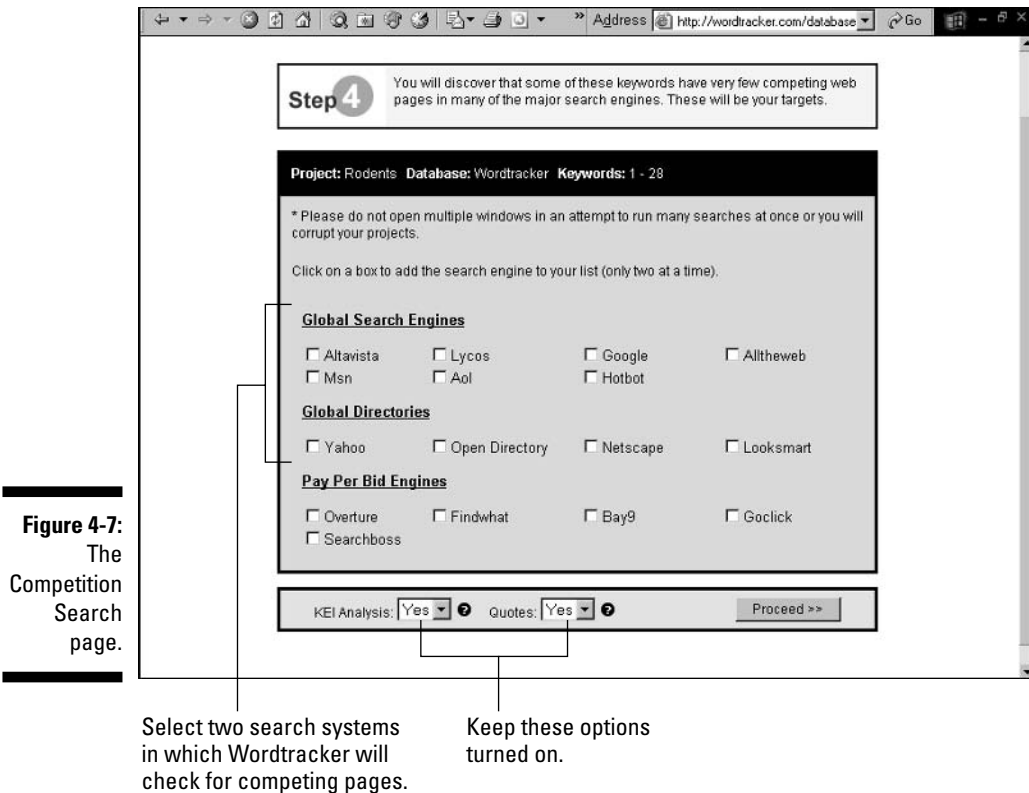 Address http://wordtracker.com/database Go
Step 4
You will discover that some of these keywords have very few competing web
pages in many of the major search engines. These will be your targets.
Project: Rodents Database: Wordtracker Keywords: 1 - 28
* Please do not open multiple windows in an attempt to run many searches at once or you will
corrupt your projects.
Click on a box to add the search engine to your list (only two at a time).
Global Search Engines
Altavista Lycos Google Alltheweb
Msn Aol Hotbot
Global Directories
Yahoo Open Directory Netscape Looksmart
Pay Per Bid Engines
Overture Findwhat Bay9 Goclick
Searchboss
KEI Analysis: Yes ? Quotes: Yes ? Proceed >>
Figure 4-7:
The
Competition
Search
page.
Select two search systems
in which Wordtracker will
check for competing pages.
Keep these options
turned on.